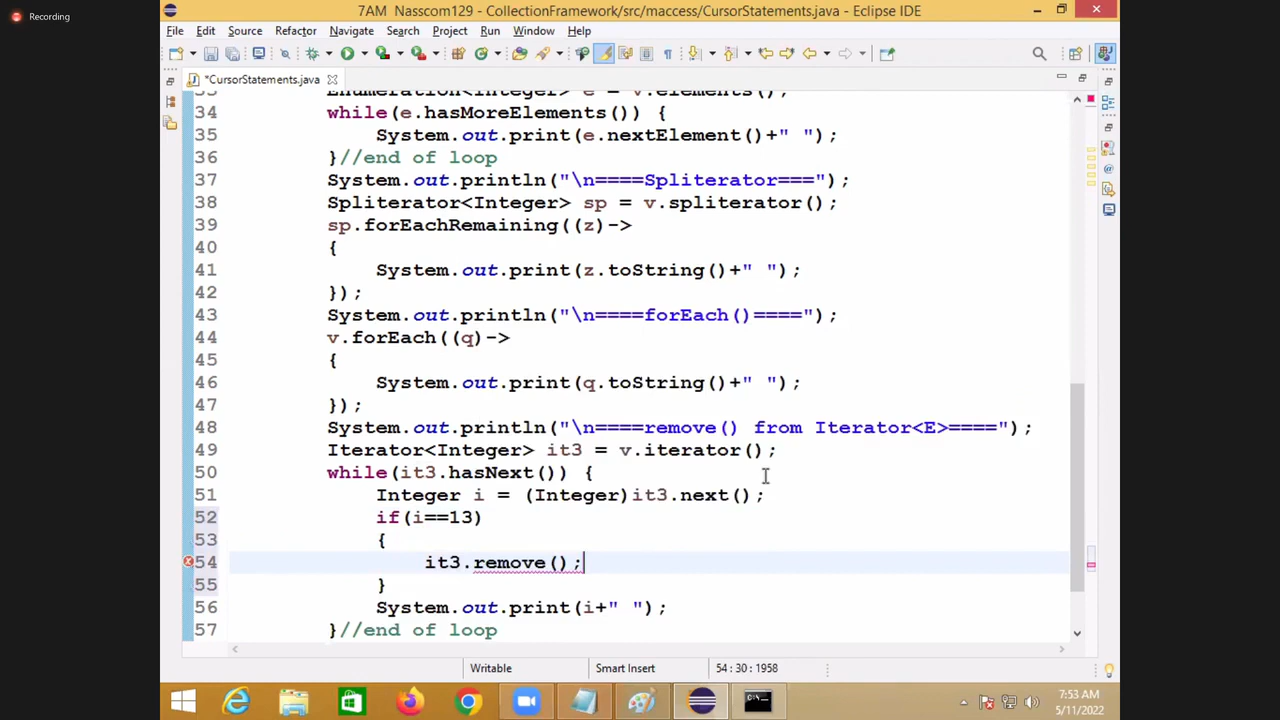 Recording
7AM Nasscom129 - CollectionFramework/src/maccess/CursorStatements.java - Eclipse IDE
File Edit Source Refactor Navigate Search Project Run Window Help
*CursorStatements.java
33 Enumeration<Integer> e = v.elements();
34 while(e.hasMoreElements()) {
35 System.out.print(e.nextElement()+" ");
36 }//end of loop
37 System.out.println("\n====Spliterator===");
38 Spliterator<Integer> sp = v.spliterator();
39 sp.forEachRemaining((z)->
40 {
41 System.out.print(z.toString()+" ");
42 });
43 System.out.println("\n====forEach()====");
44 v.forEach((q)->
45 {
46 System.out.print(q.toString()+" ");
47 });
48 System.out.println("\n====remove() from Iterator<E>====");
49 Iterator<Integer> it3 = v.iterator();
50 while(it3.hasNext()) {
51 Integer i = (Integer)it3.next();
52 if(i==13)
53 {
54 it3.remove();
55 }
56 System.out.print(i+" ");
57 }//end of loop
Writable Smart Insert 54 : 30 : 1958
7:53 AM
5/11/2022